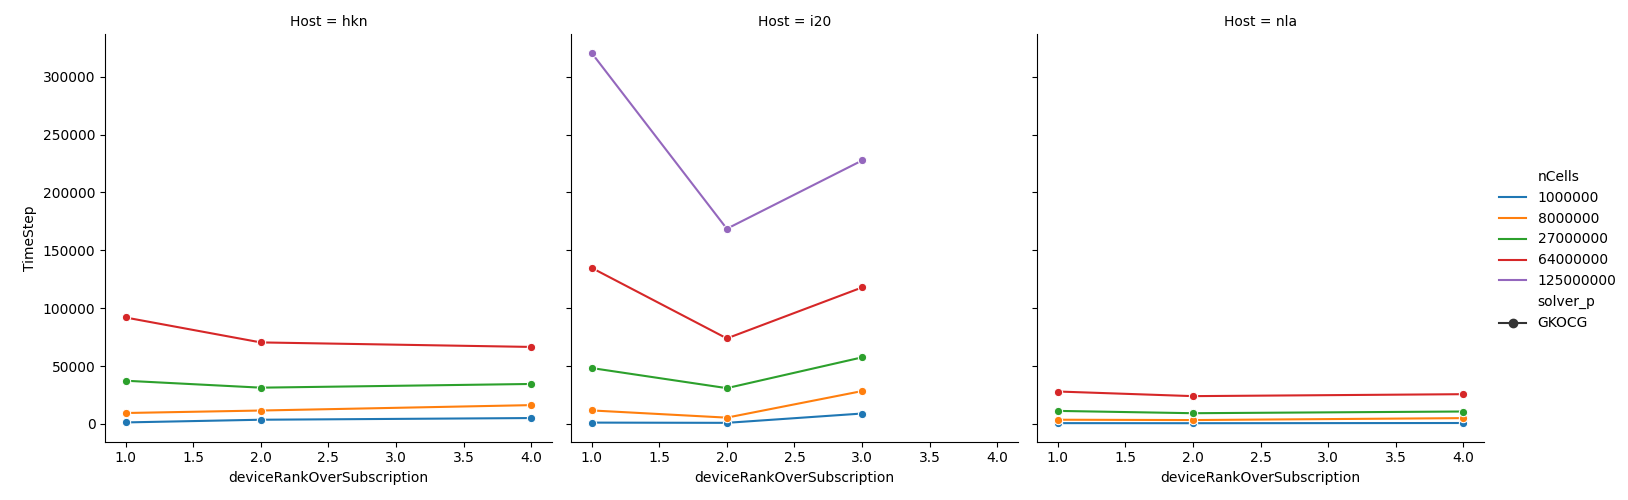 Host = hkn
Host = i20
Host = nla
300000
250000
200000
150000
100000
50000
0
TimeStep
1.0 1.5 2.0 2.5 3.0 3.5 4.0
1.0 1.5 2.0 2.5 3.0 3.5 4.0
1.0 1.5 2.0 2.5 3.0 3.5 4.0
deviceRankOverSubscription
deviceRankOverSubscription
deviceRankOverSubscription
nCells
1000000
8000000
27000000
64000000
125000000
solver_p
GKOCG